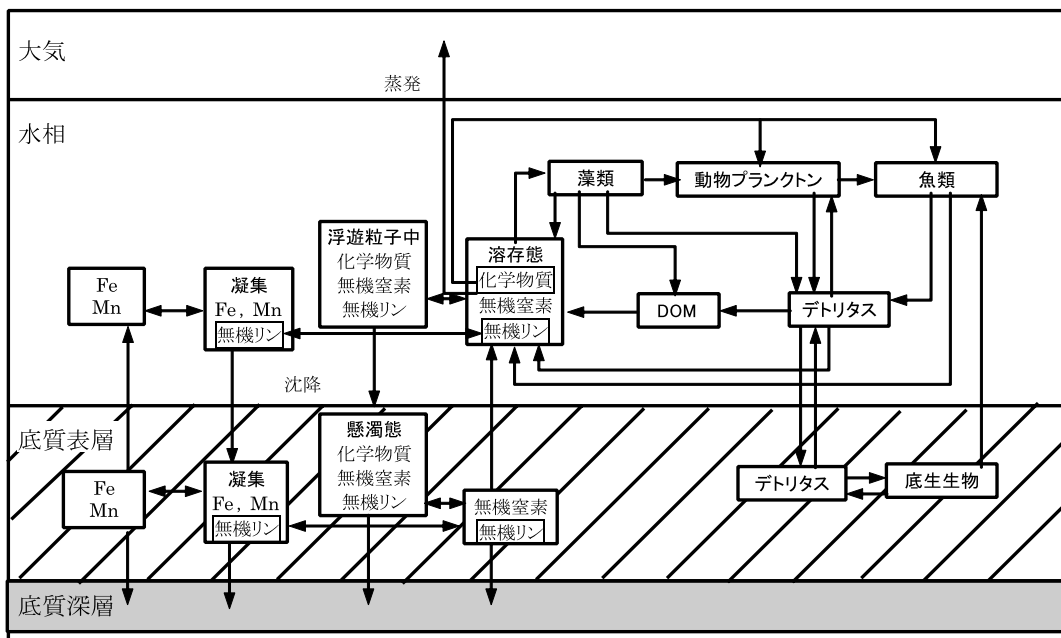 大気
蒸発
水相
藻類
動物プランクトン
魚類
浮遊粒子中
化学物質
無機窒素
無機リン
溶存態
化学物質
無機窒素
無機リン
Fe
Mn
凝集
Fe, Mn
無機リン
DOM
デトリタス
沈降
底質表層
懸濁態
化学物質
無機窒素
無機リン
Fe
Mn
凝集
Fe, Mn
無機リン
無機窒素
無機リン
デトリタス
底生生物
底質深層